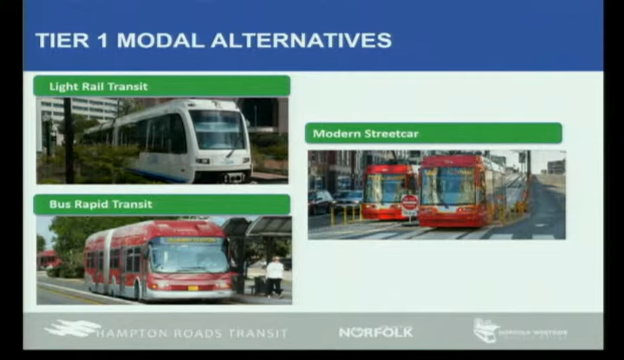 TIER 1 MODAL ALTERNATIVES
Light Rail Transit
Modern Streetcar
Bus Rapid Transit
HAMPTON ROADS TRANSIT
NORFOLK